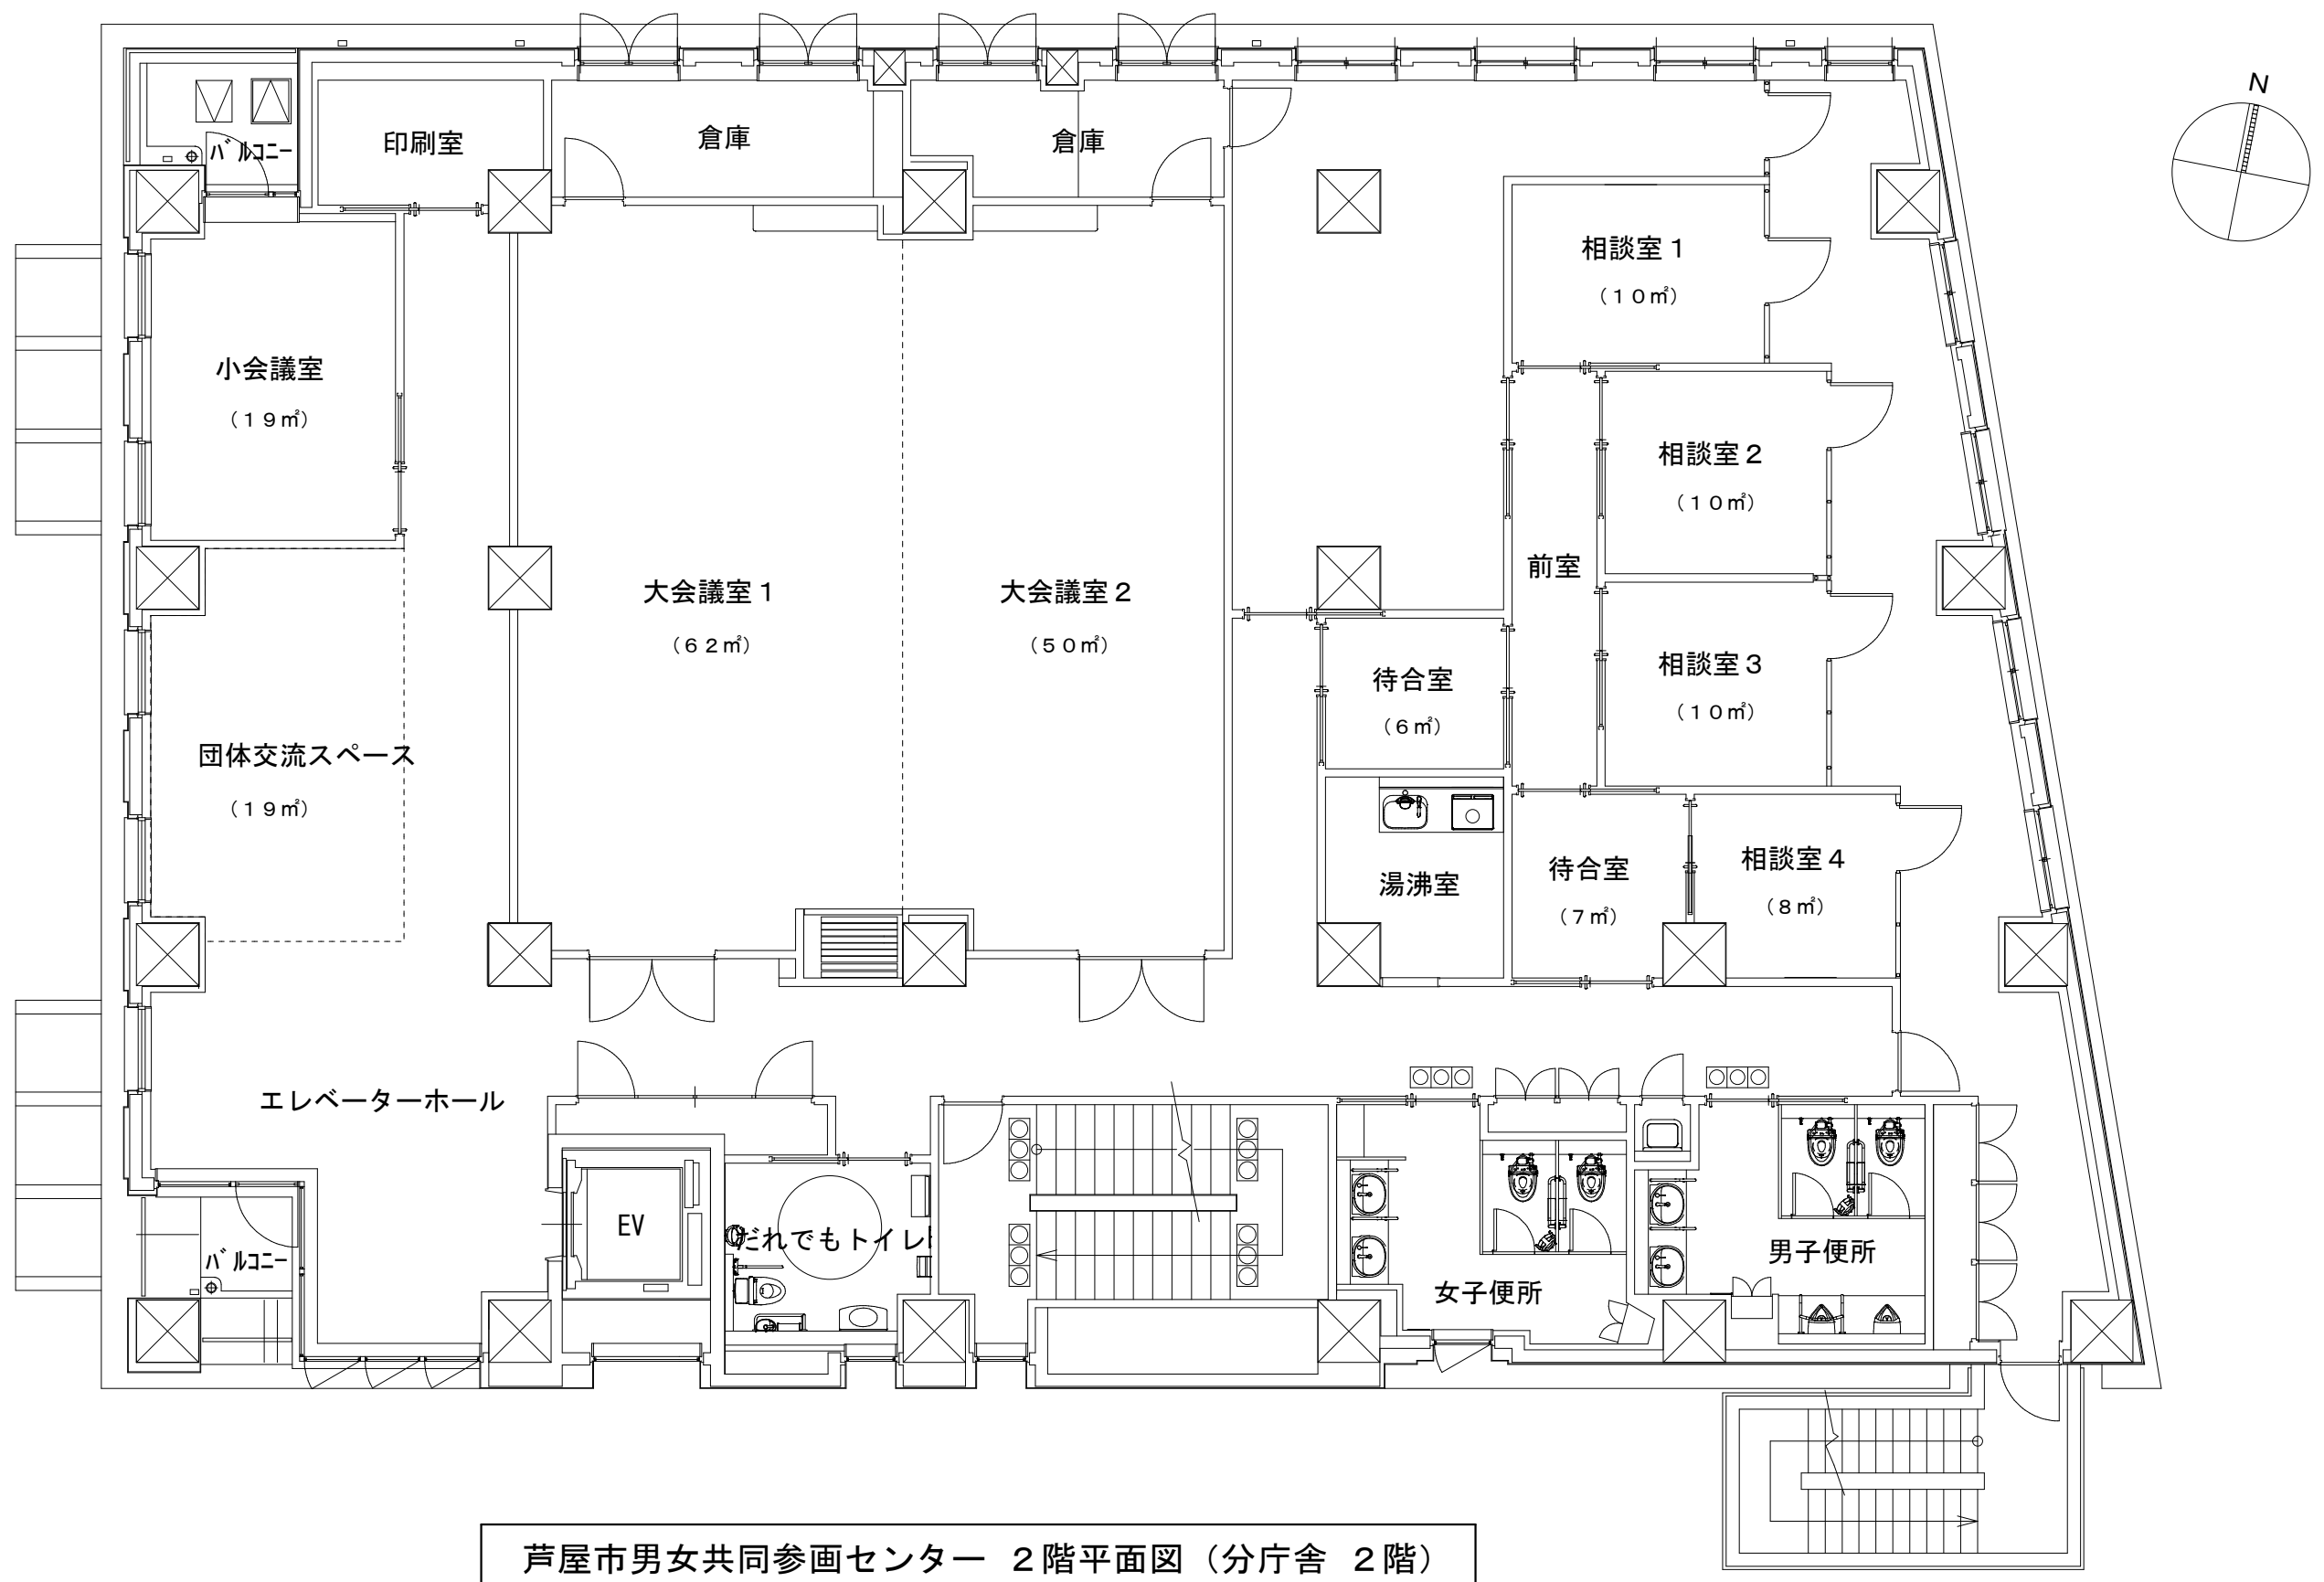 N
印刷室
倉庫
倉庫
バルコニー
相談室１
（１０㎡）
小会議室
（１９㎡）
相談室２
（１０㎡）
前室
大会議室１
（６２㎡）
大会議室２
（５０㎡）
待合室
（６㎡）
相談室３
（１０㎡）
団体交流スペース
（１９㎡）
湯沸室
待合室
（７㎡）
相談室４
（８㎡）
エレベーターホール
EV
だれでもトイレ
バルコニー
女子便所
男子便所
芦屋市男女共同参画センター ２階平面図（分庁舎 ２階）